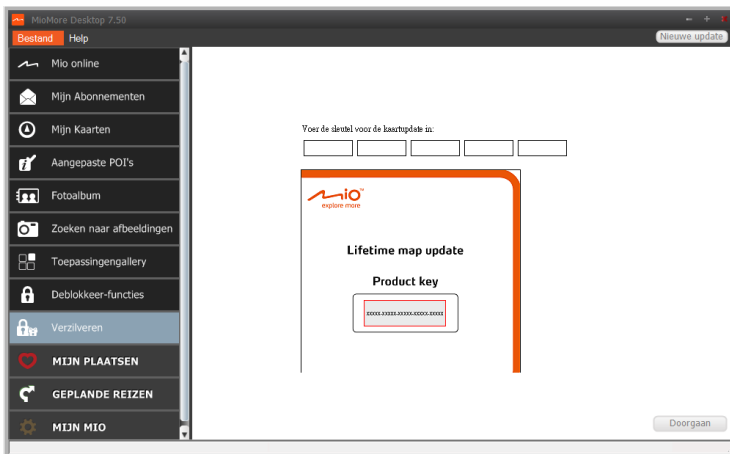 MioMore Desktop 7.50
Bestand Help
Nieuwe update
Mio online
Mijn Abonnementen
Mijn Kaarten
Aangepaste POI's
Fotoalbum
Zoeken naar afbeeldingen
Toepassingengallery
Deblokkeer-functies
Verzilveren
MIJN PLAATSEN
GEPLANDE REIZEN
MIJN MIO
Voer de sleutel voor de kaartupdate in:
Mio™
explore more
Lifetime map update
Product key
xxxxx-xxxxx-xxxxx-xxxxx-xxxxx
Doorgaan